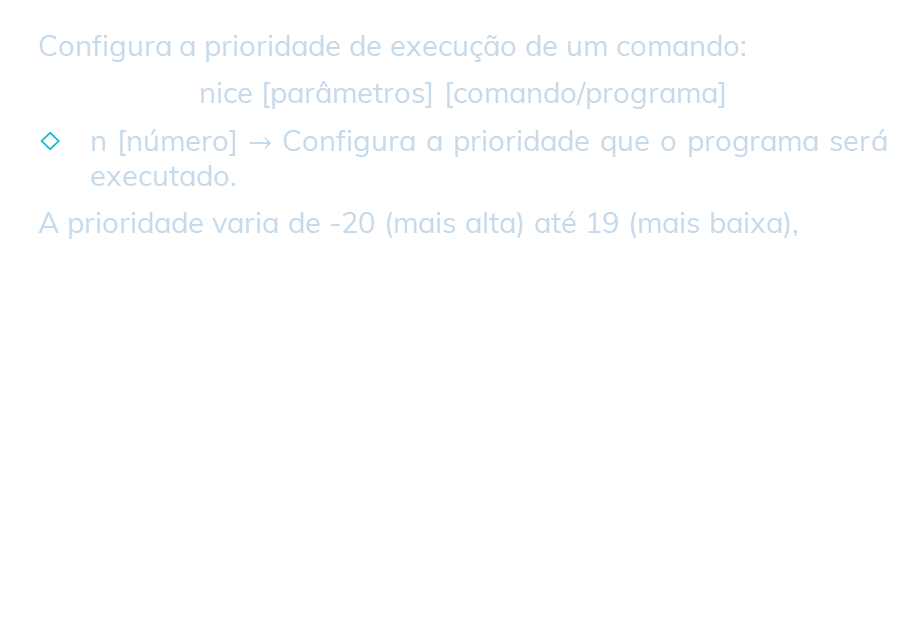 Configura a prioridade de execução de um comando:
nice [parâmetros] [comando/programa]
n [número] → Configura a prioridade que o programa será
executado.
A prioridade varia de -20 (mais alta) até 19 (mais baixa),